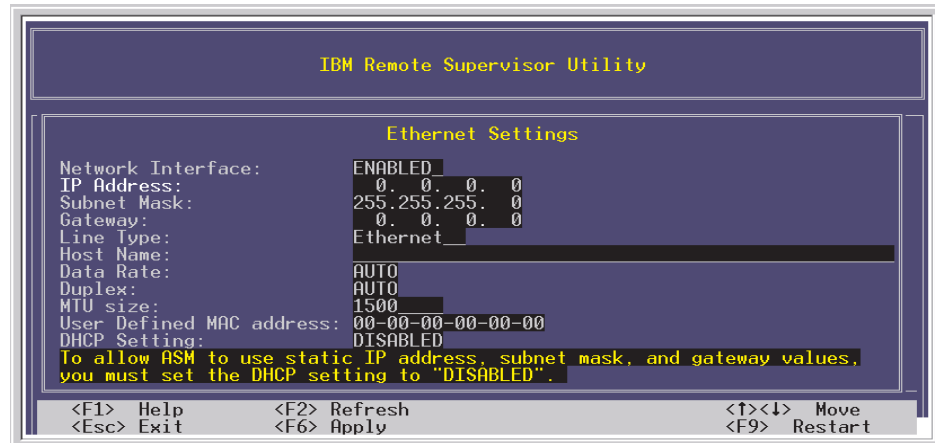 IBM Remote Supervisor Utility
Ethernet Settings
Network Interface: ENABLED_
IP Address: 0. 0. 0. 0
Subnet Mask: 255.255.255. 0
Gateway: 0. 0. 0. 0
Line Type: Ethernet__
Host Name:
Data Rate: AUTO
Duplex: AUTO
MTU size: 1500____
User Defined MAC address: 00-00-00-00-00-00
DHCP Setting: DISABLED
To allow ASM to use static IP address, subnet mask, and gateway values,
you must set the DHCP setting to "DISABLED".
<F1> Help <F2> Refresh <↑><↓> Move
<Esc> Exit <F6> Apply <F9> Restart